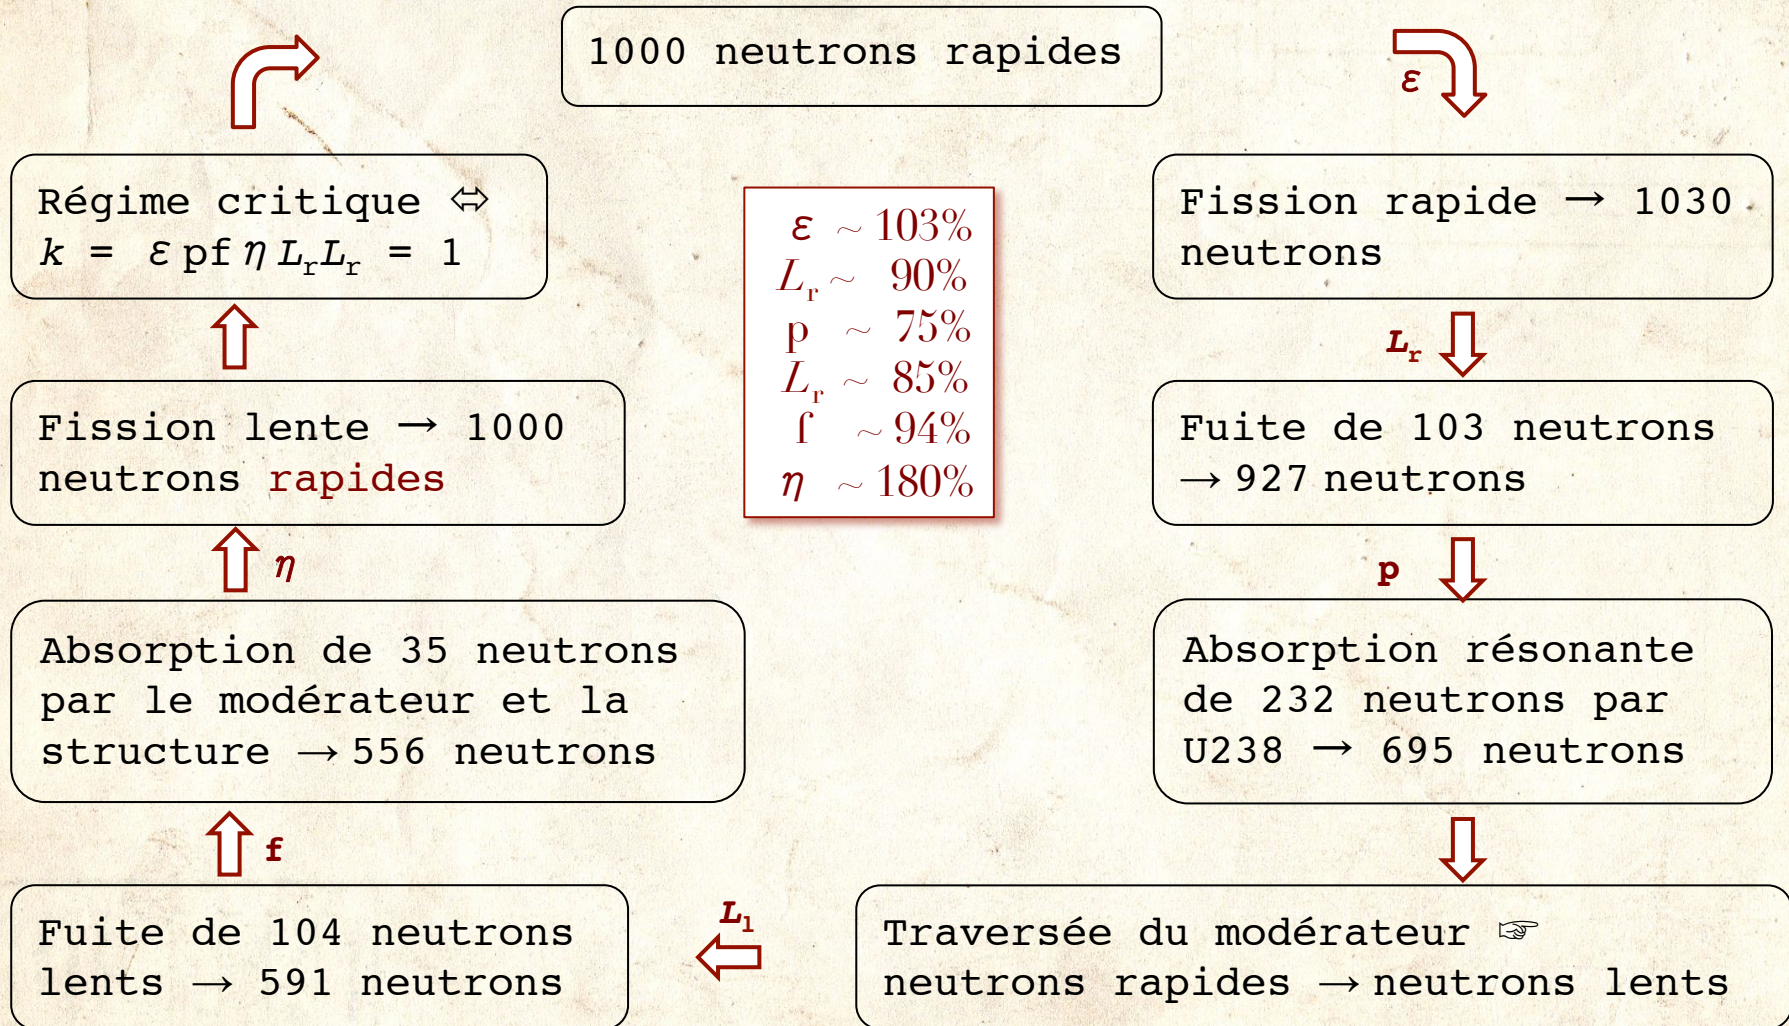 1000 neutrons rapides
ε
Fission rapide → 1030
neutrons
Lr
Fuite de 103 neutrons
→ 927 neutrons
p
Absorption résonante
de 232 neutrons par
U238 → 695 neutrons
Traversée du modérateur ☞
neutrons rapides → neutrons lents
Ll
Fuite de 104 neutrons
lents → 591 neutrons
f
Absorption de 35 neutrons
par le modérateur et la
structure → 556 neutrons
η
Fission lente → 1000
neutrons rapides
Régime critique ⇔
k = ε pf η LrLr = 1
ε ~ 103%
Lr ~ 90%
p ~ 75%
Lr ~ 85%
f ~ 94%
η ~ 180%